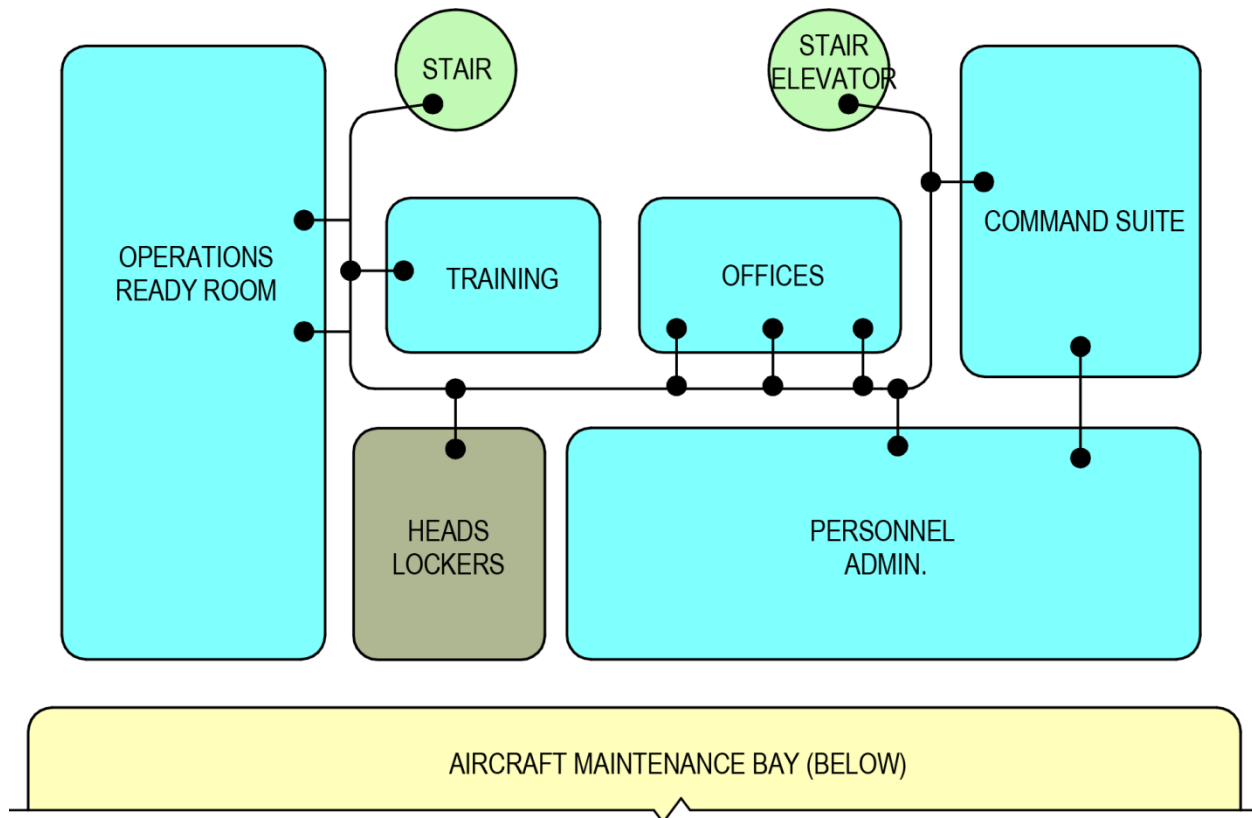 STAIR
STAIR
ELEVATOR
OPERATIONS
READY ROOM
TRAINING
OFFICES
COMMAND SUITE
HEADS
LOCKERS
PERSONNEL
ADMIN.
AIRCRAFT MAINTENANCE BAY (BELOW)